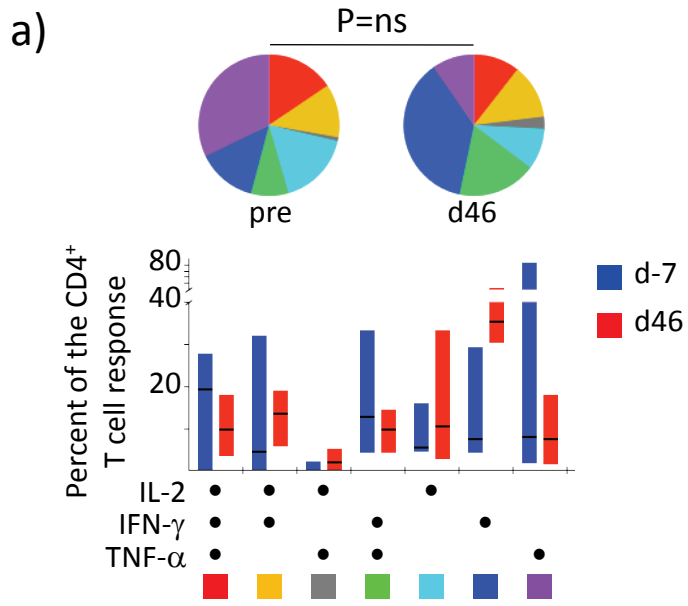 a)
P=ns
pre
d46
Percent of the CD4⁺
T cell response
80
40
20
d-7
d46
IL-2
IFN-γ
TNF-α